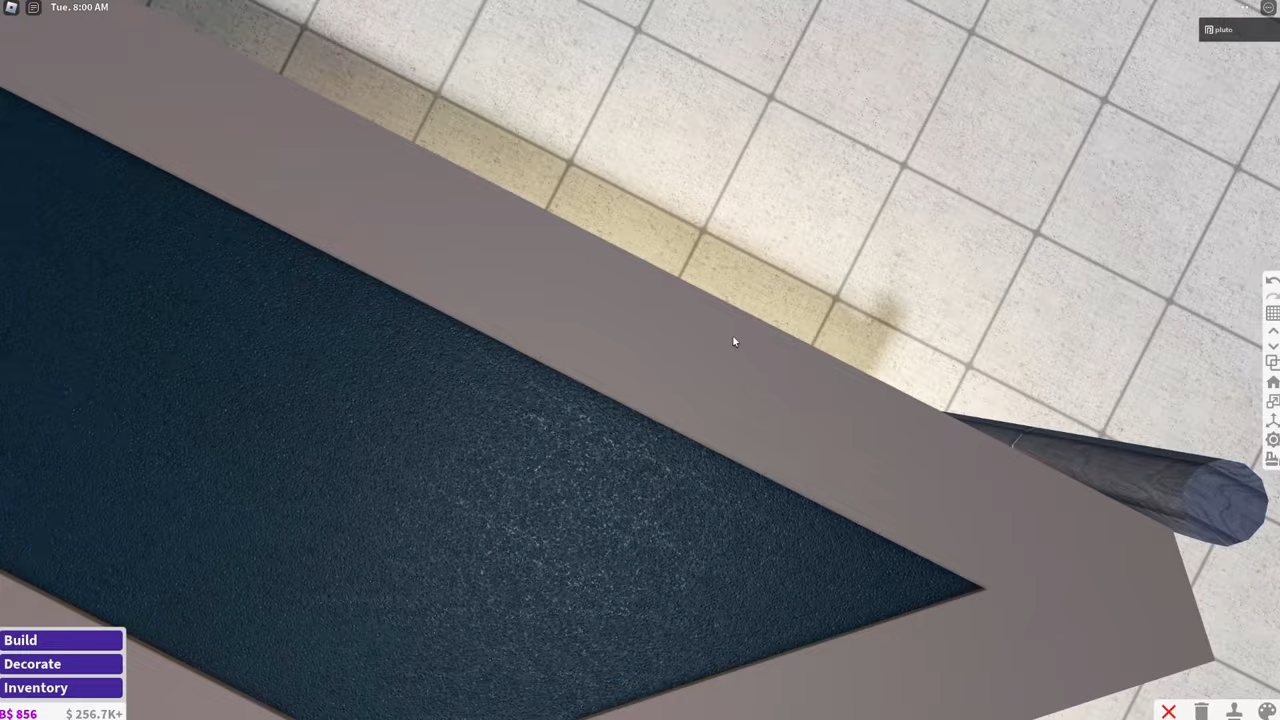 Tue. 8:00 AM
pluto
Build
Decorate
Inventory
B$ 856 $ 256.7K+